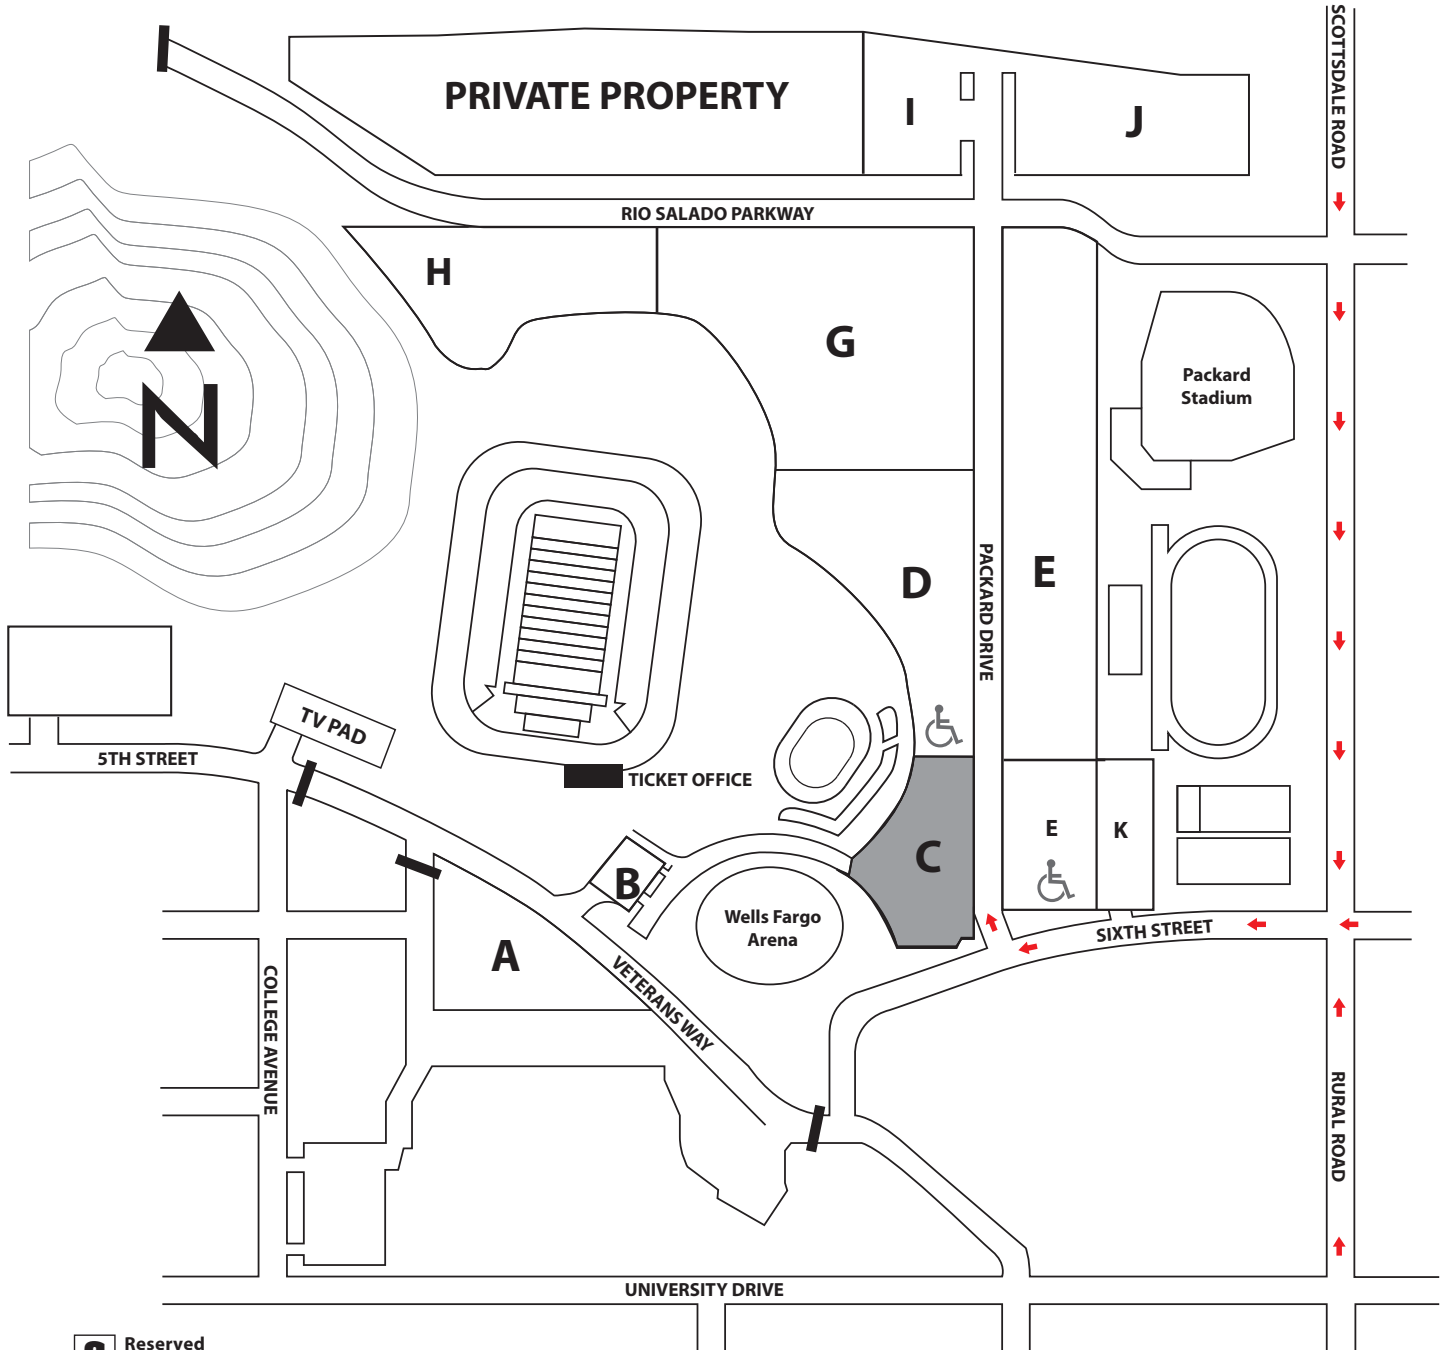 SCOTTSDALE ROAD
PRIVATE PROPERTY
I
J
RIO SALADO PARKWAY
H
G
N
Packard
Stadium
PACKARD DRIVE
D
E
TV PAD
5TH STREET
TICKET OFFICE
E
K
C
B
Wells Fargo
Arena
SIXTH STREET
A
VETERANS WAY
COLLEGE AVENUE
RURAL ROAD
UNIVERSITY DRIVE
Reserved